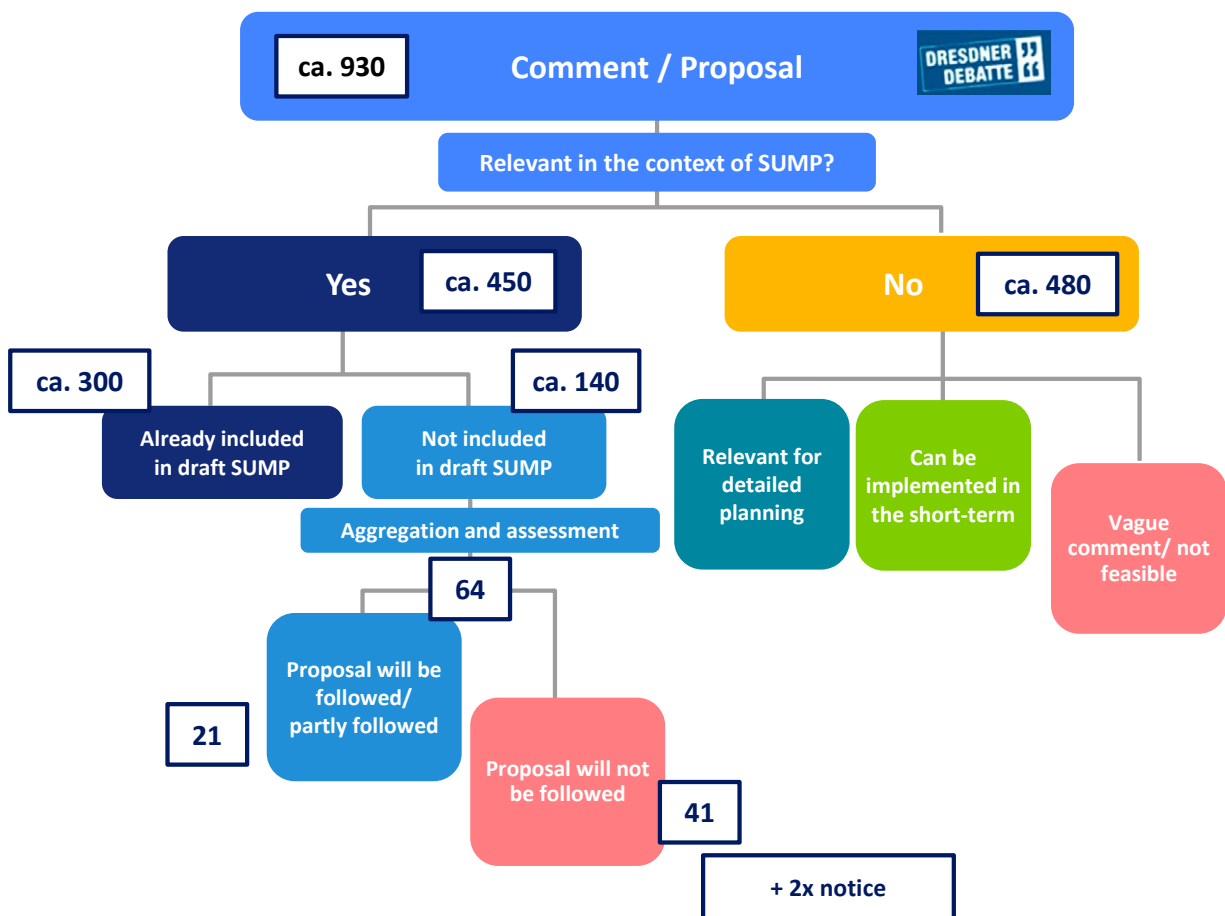 ca. 930
Comment / Proposal
DRESDNER
DEBATTE
Relevant in the context of SUMP?
Yes
ca. 450
No
ca. 480
ca. 300
ca. 140
Already included
in draft SUMP
Not included
in draft SUMP
Relevant for
detailed
planning
Can be
implemented in
the short-term
Vague
comment/ not
feasible
Aggregation and assessment
64
Proposal will be
followed/
partly followed
21
Proposal will not
be followed
41
+ 2x notice